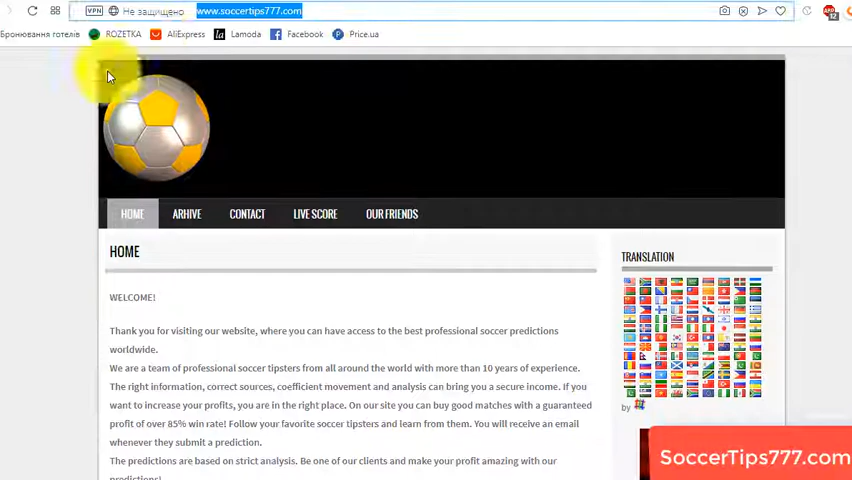 VPN Не защищено www.soccertips777.com
12
Бронювання готелів ROZETKA AliExpress la Lamoda Facebook P Price.ua
HOME ARHIVE CONTACT LIVE SCORE OUR FRIENDS
HOME
WELCOME!
Thank you for visiting our website, where you can have access to the best professional soccer predictions
worldwide.
We are a team of professional soccer tipsters from all around the world with more than 10 years of experience.
The right information, correct sources, coefficient movement and analysis can bring you a secure income. If you
want to increase your profits, you are in the right place. On our site you can buy good matches with a guaranteed
profit of over 85% win rate! Follow your favorite soccer tipsters and learn from them. You will receive an email
whenever they submit a prediction.
The predictions are based on strict analysis. Be one of our clients and make your profit amazing with our
predictions!
TRANSLATION
by
SoccerTips777.com